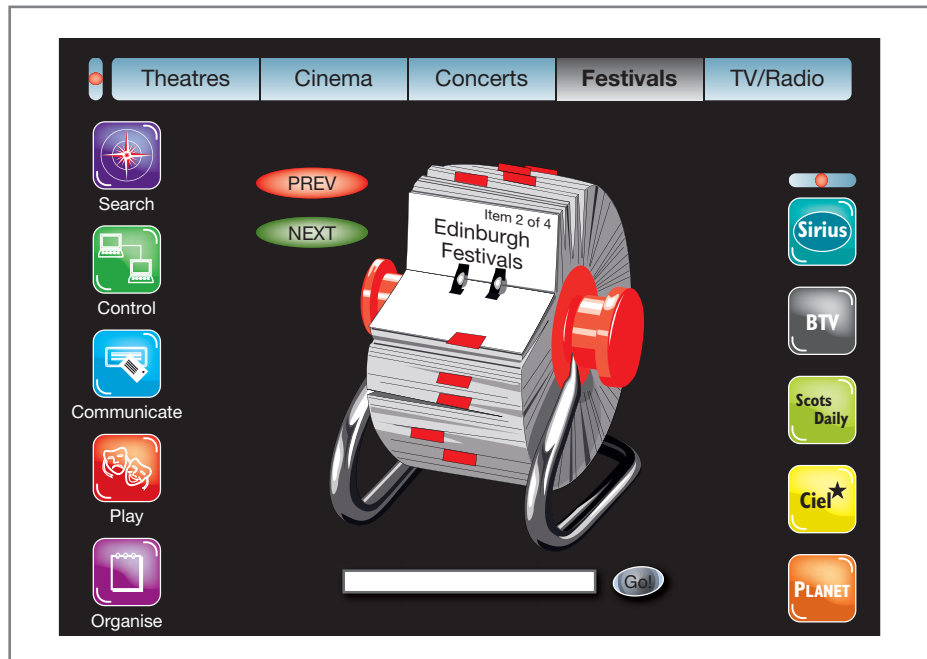 Theatres
Cinema
Concerts
Festivals
TV/Radio
Search
Control
Communicate
Play
Organise
PREV
NEXT
Item 2 of 4
Edinburgh
Festivals
Go!
Sirius
BTV
Scots
Daily
Ciel
PLANET